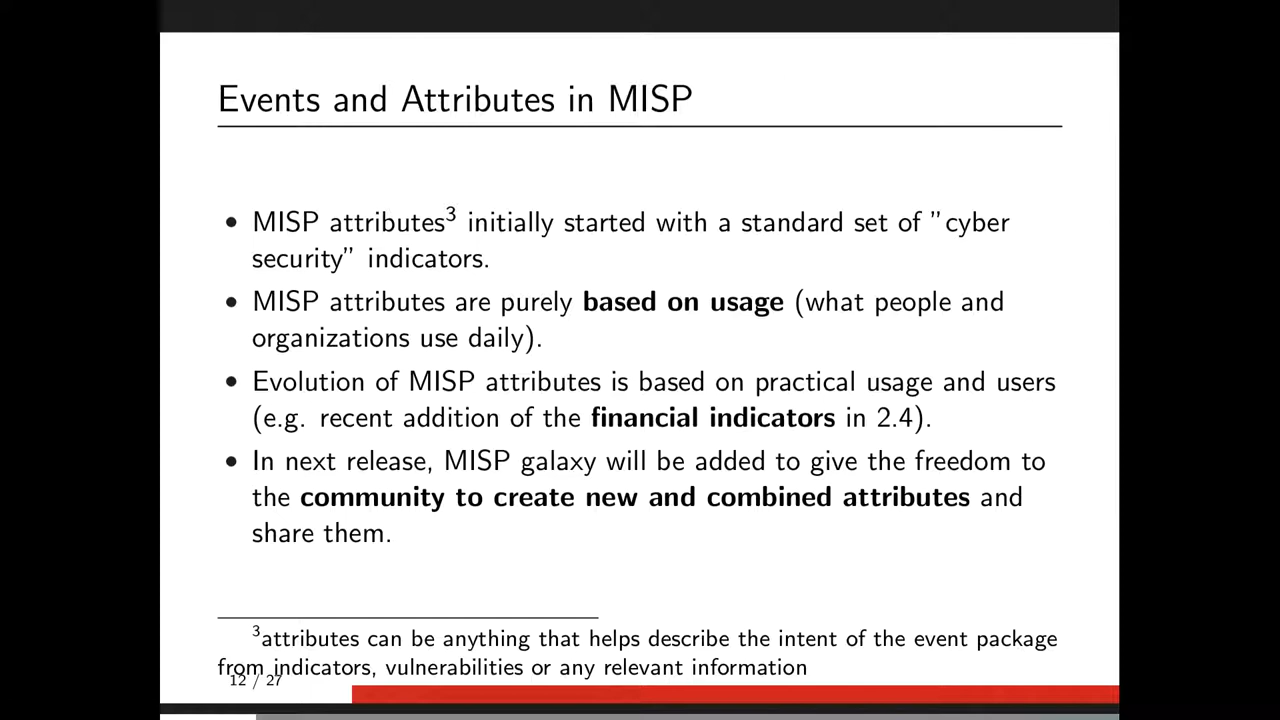 Events and Attributes in MISP
• MISP attributes³ initially started with a standard set of ”cyber
security” indicators.
• MISP attributes are purely based on usage (what people and
organizations use daily).
• Evolution of MISP attributes is based on practical usage and users
(e.g. recent addition of the financial indicators in 2.4).
• In next release, MISP galaxy will be added to give the freedom to
the community to create new and combined attributes and
share them.
³attributes can be anything that helps describe the intent of the event package
from indicators, vulnerabilities or any relevant information
12 / 27